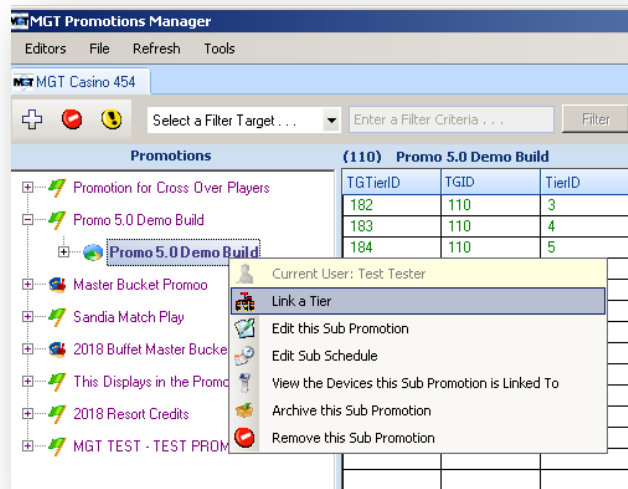 MGT Promotions Manager
Editors File Refresh Tools
MGT MGT Casino 454
Select a Filter Target . . . Enter a Filter Criteria . . . Filter
Promotions (110) Promo 5.0 Demo Build
TGTierID TGID TierID
Promotion for Cross Over Players
182 110 3
Promo 5.0 Demo Build
183 110 4
Promo 5.0 Demo Build
184 110 5
Current User: Test Tester
Master Bucket Promoo
Link a Tier
Sandia Match Play
Edit this Sub Promotion
2018 Buffet Master Bucke
Edit Sub Schedule
This Displays in the Promo
View the Devices this Sub Promotion is Linked To
2018 Resort Credits
Archive this Sub Promotion
MGT TEST - TEST PROM
Remove this Sub Promotion